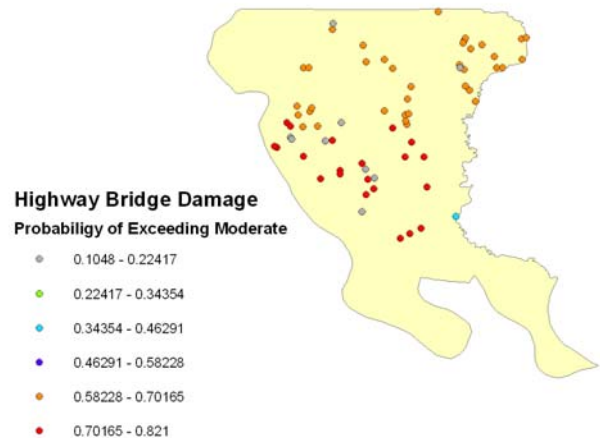 Highway Bridge Damage
Probabiligy of Exceeding Moderate
0.1048 - 0.22417
0.22417 - 0.34354
0.34354 - 0.46291
0.46291 - 0.58228
0.58228 - 0.70165
0.70165 - 0.821